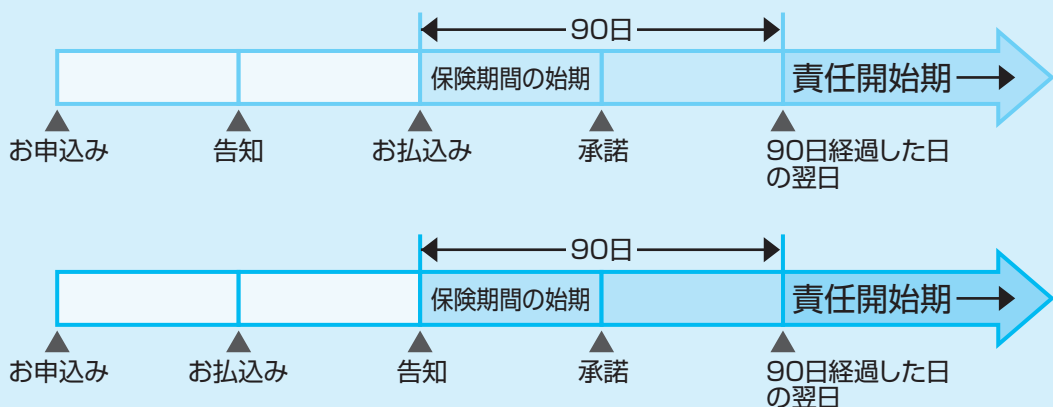 90日
保険期間の始期
責任開始期
お申込み
告知
お払込み
承諾
90日経過した日
の翌日
90日
保険期間の始期
責任開始期
お申込み
お払込み
告知
承諾
90日経過した日
の翌日